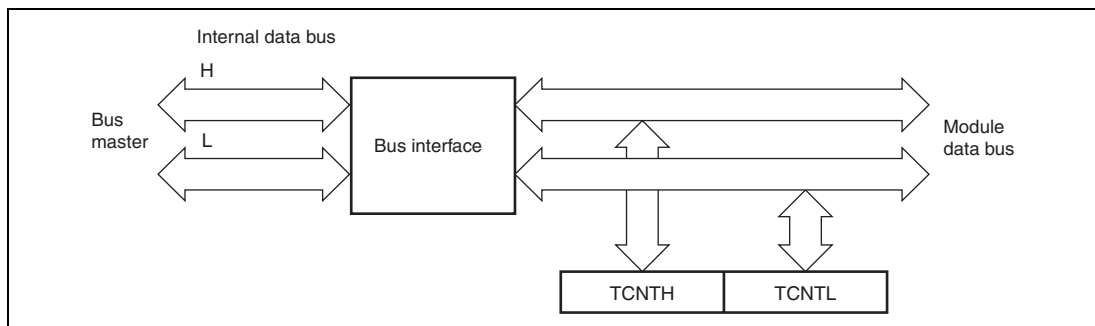 Internal data bus
H
Bus
master
L
Bus interface
Module
data bus
TCNTH
TCNTL